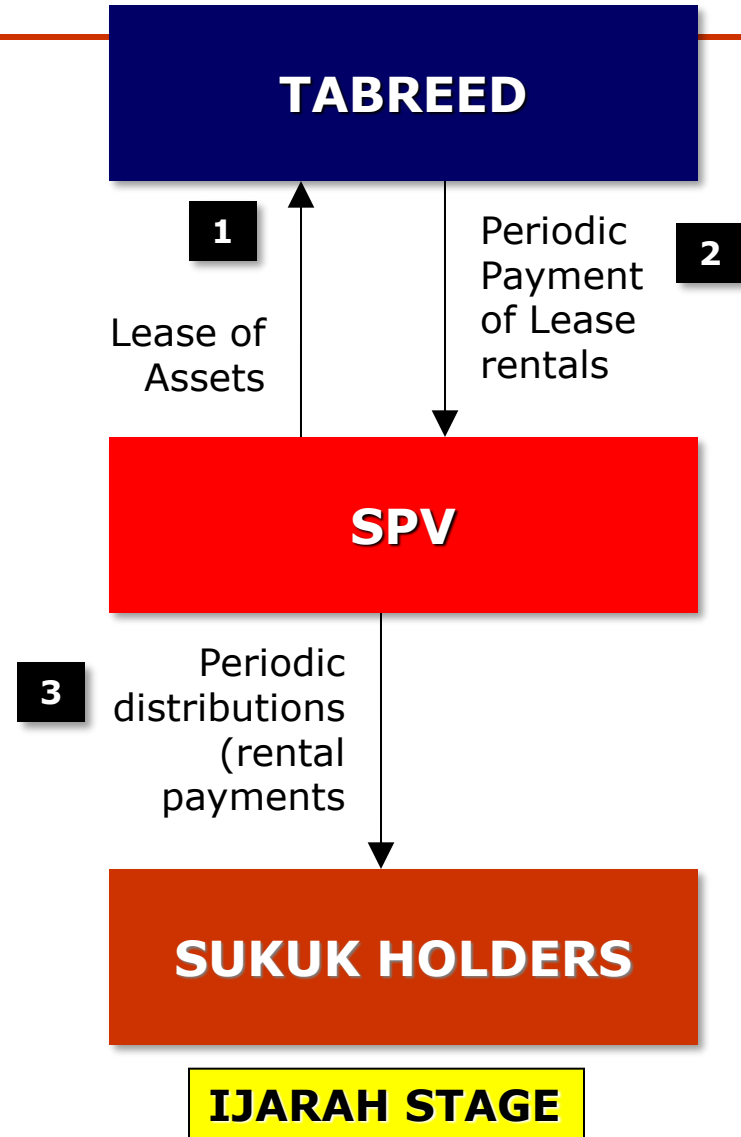 TABREED
1
Lease of
Assets
Periodic
Payment
of Lease
rentals
2
SPV
3
Periodic
distributions
(rental
payments
SUKUK HOLDERS
IJARAH STAGE